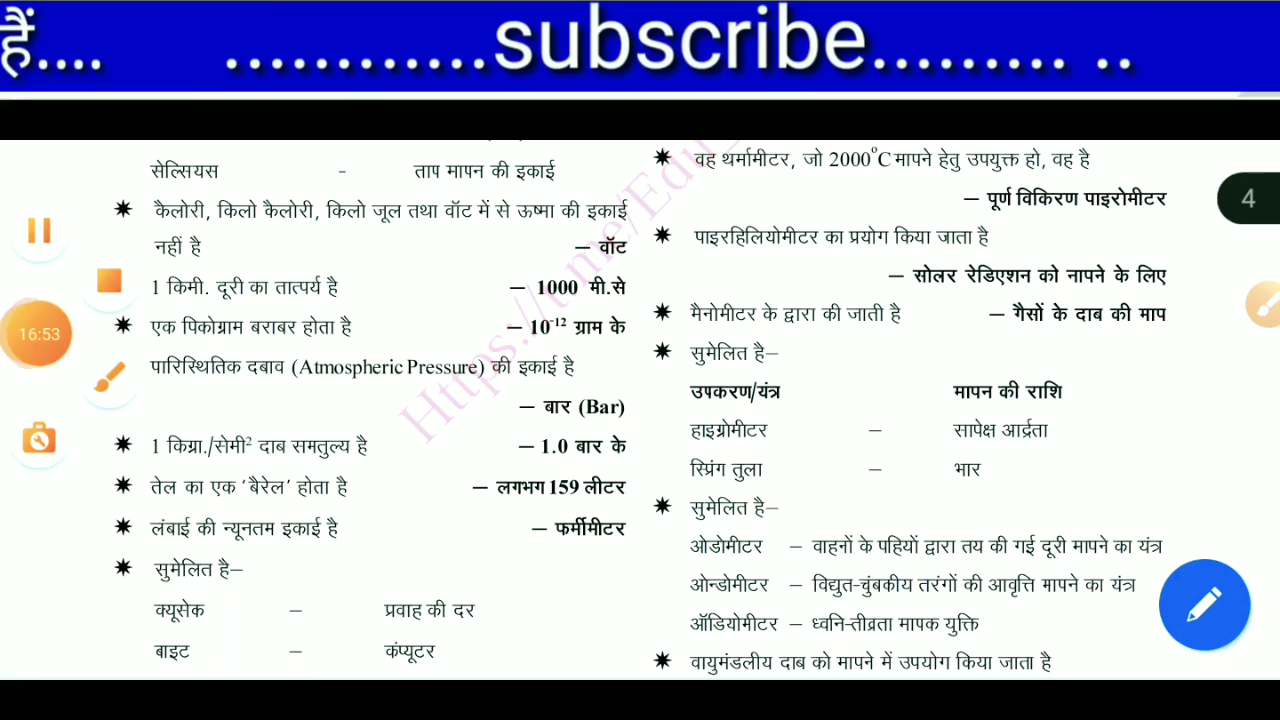 हैं.... ............subscribe......... ..
सेल्सियस - ताप मापन की इकाई
✷ कैलोरी, किलो कैलोरी, किलो जूल तथा वॉट में से ऊष्मा की इकाई
नहीं है – वॉट
1 किमी. दूरी का तात्पर्य है – 1000 मी.से
✷ एक पिकोग्राम बराबर होता है – 10⁻¹² ग्राम के
पारिस्थितिक दबाव (Atmospheric Pressure) की इकाई है
– बार (Bar)
✷ 1 किग्रा./सेमी² दाब समतुल्य है – 1.0 बार के
✷ तेल का एक ‘बैरेल’ होता है – लगभग 159 लीटर
✷ लंबाई की न्यूनतम इकाई है – फर्मीमीटर
✷ सुमेलित है–
क्यूसेक – प्रवाह की दर
बाइट – कंप्यूटर
✷ वह थर्मामीटर, जो 2000°C मापने हेतु उपयुक्त हो, वह है
– पूर्ण विकिरण पाइरोमीटर
✷ पाइरहिलियोमीटर का प्रयोग किया जाता है
– सोलर रेडिएशन को नापने के लिए
✷ मैनोमीटर के द्वारा की जाती है – गैसों के दाब की माप
✷ सुमेलित है–
उपकरण/यंत्र मापन की राशि
हाइग्रोमीटर – सापेक्ष आर्द्रता
स्प्रिंग तुला – भार
✷ सुमेलित है–
ओडोमीटर – वाहनों के पहियों द्वारा तय की गई दूरी मापने का यंत्र
ओन्डोमीटर – विद्युत-चुंबकीय तरंगों की आवृत्ति मापने का यंत्र
ऑडियोमीटर – ध्वनि-तीव्रता मापक युक्ति
✷ वायुमंडलीय दाब को मापने में उपयोग किया जाता है
Https://t.me/Edu_
16:53
4